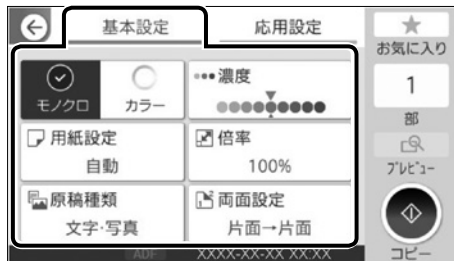 基本設定
応用設定
お気に入り
モノクロ
カラー
濃度
1
部
用紙設定
自動
倍率
100%
プレビュー
原稿種類
文字·写真
両面設定
片面→片面
ADF
XXXX-XX-XX XX:XX
コピー